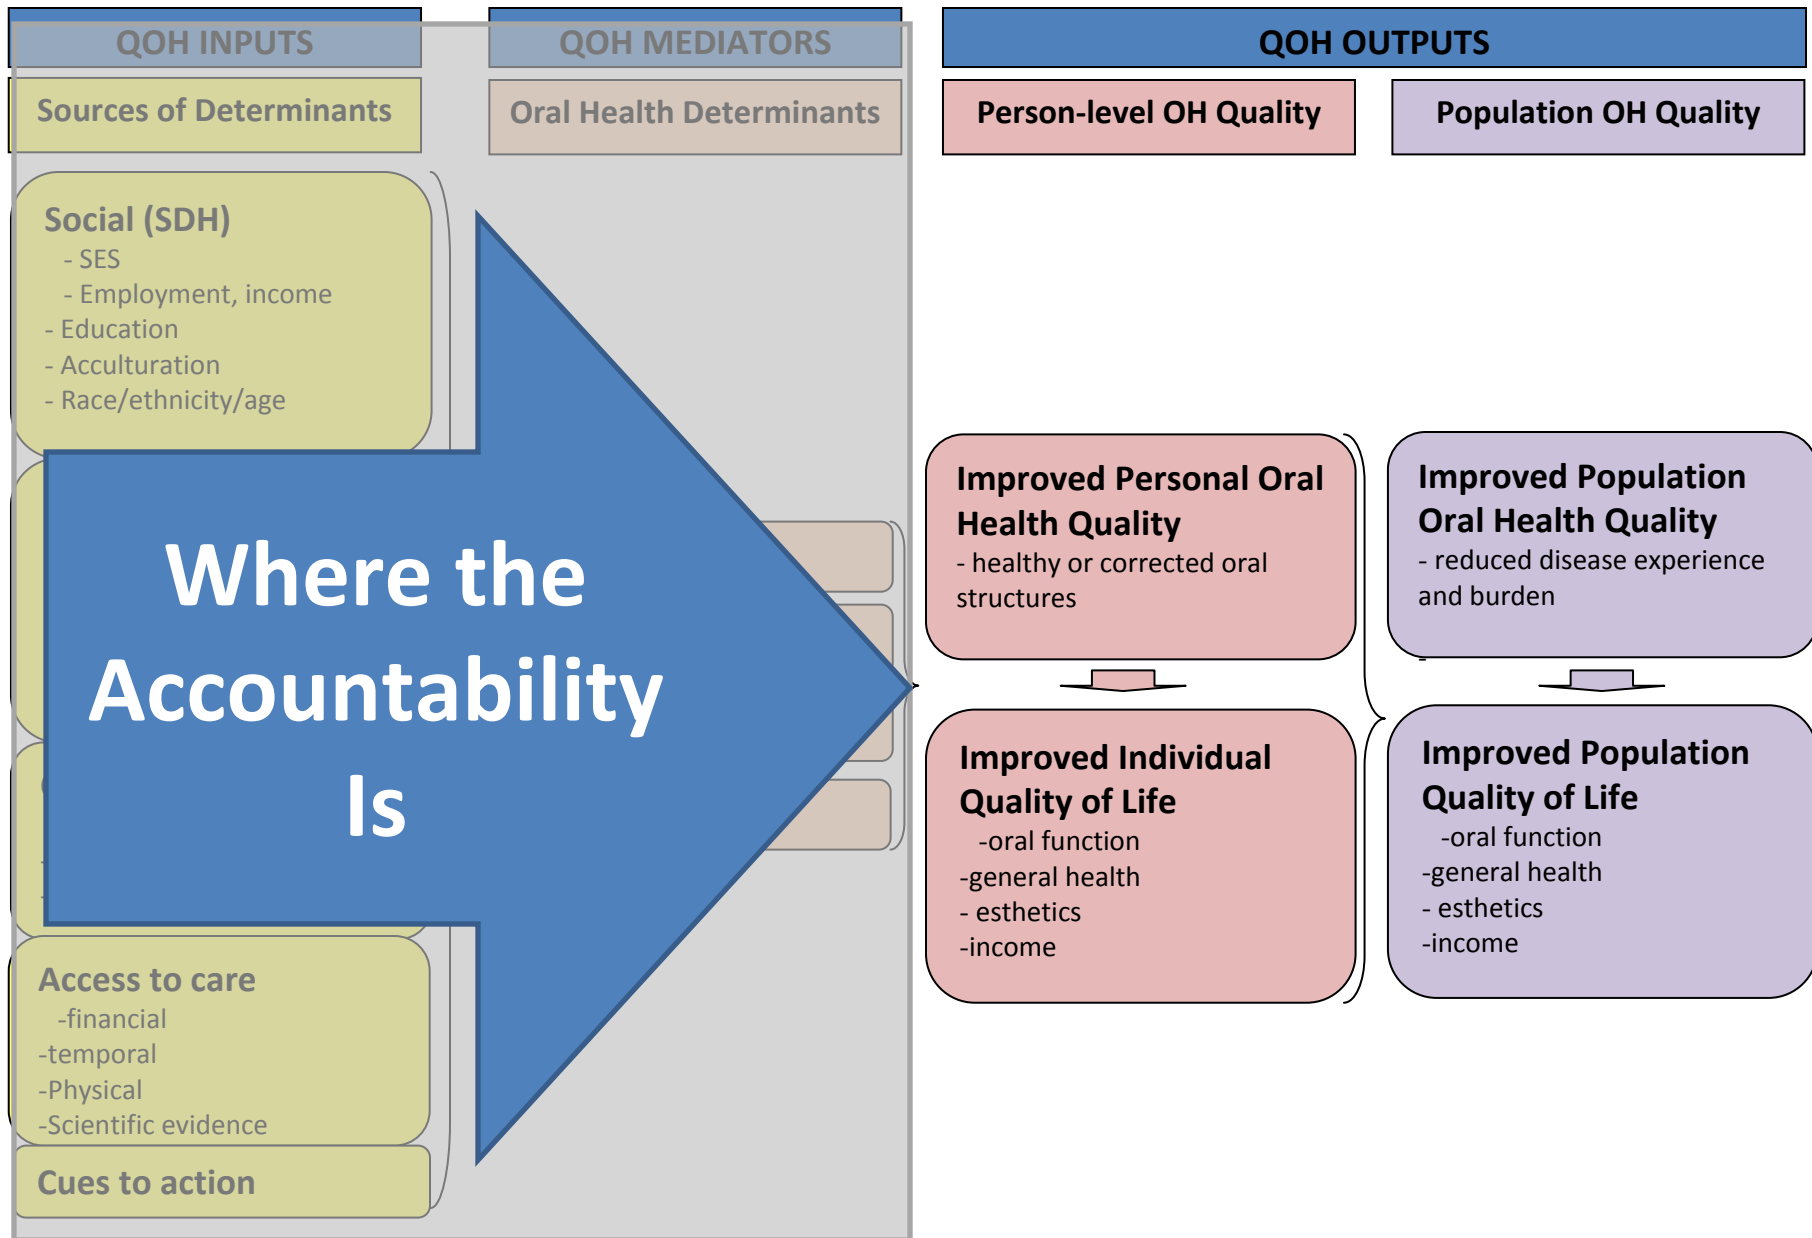 QOH INPUTS
QOH MEDIATORS
QOH OUTPUTS
Sources of Determinants
Oral Health Determinants
Person-level OH Quality
Population OH Quality
Social (SDH)
- SES
- Employment, income
- Education
- Acculturation
- Race/ethnicity/age
Where the
Accountability
Is
Access to care
-financial
-temporal
-Physical
-Scientific evidence
Cues to action
Improved Personal Oral
Health Quality
- healthy or corrected oral
structures
Improved Individual
Quality of Life
-oral function
-general health
- esthetics
-income
Improved Population
Oral Health Quality
- reduced disease experience
and burden
-
Improved Population
Quality of Life
-oral function
-general health
- esthetics
-income